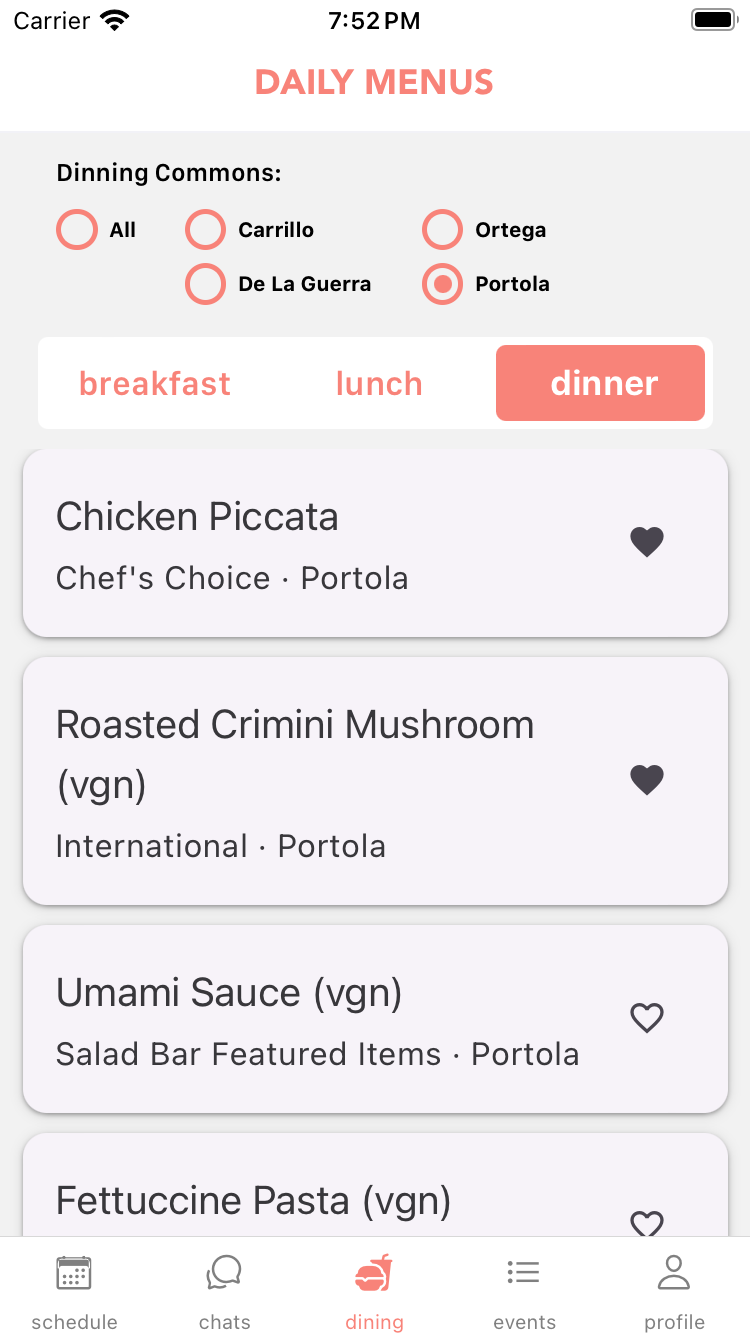 Carrier 7:52 PM
DAILY MENUS
Dinning Commons:
All Carrillo Ortega
De La Guerra Portola
breakfast lunch dinner
Chicken Piccata
Chef's Choice · Portola
Roasted Crimini Mushroom
(vgn)
International · Portola
Umami Sauce (vgn)
Salad Bar Featured Items · Portola
Fettuccine Pasta (vgn)
schedule chats dining events profile